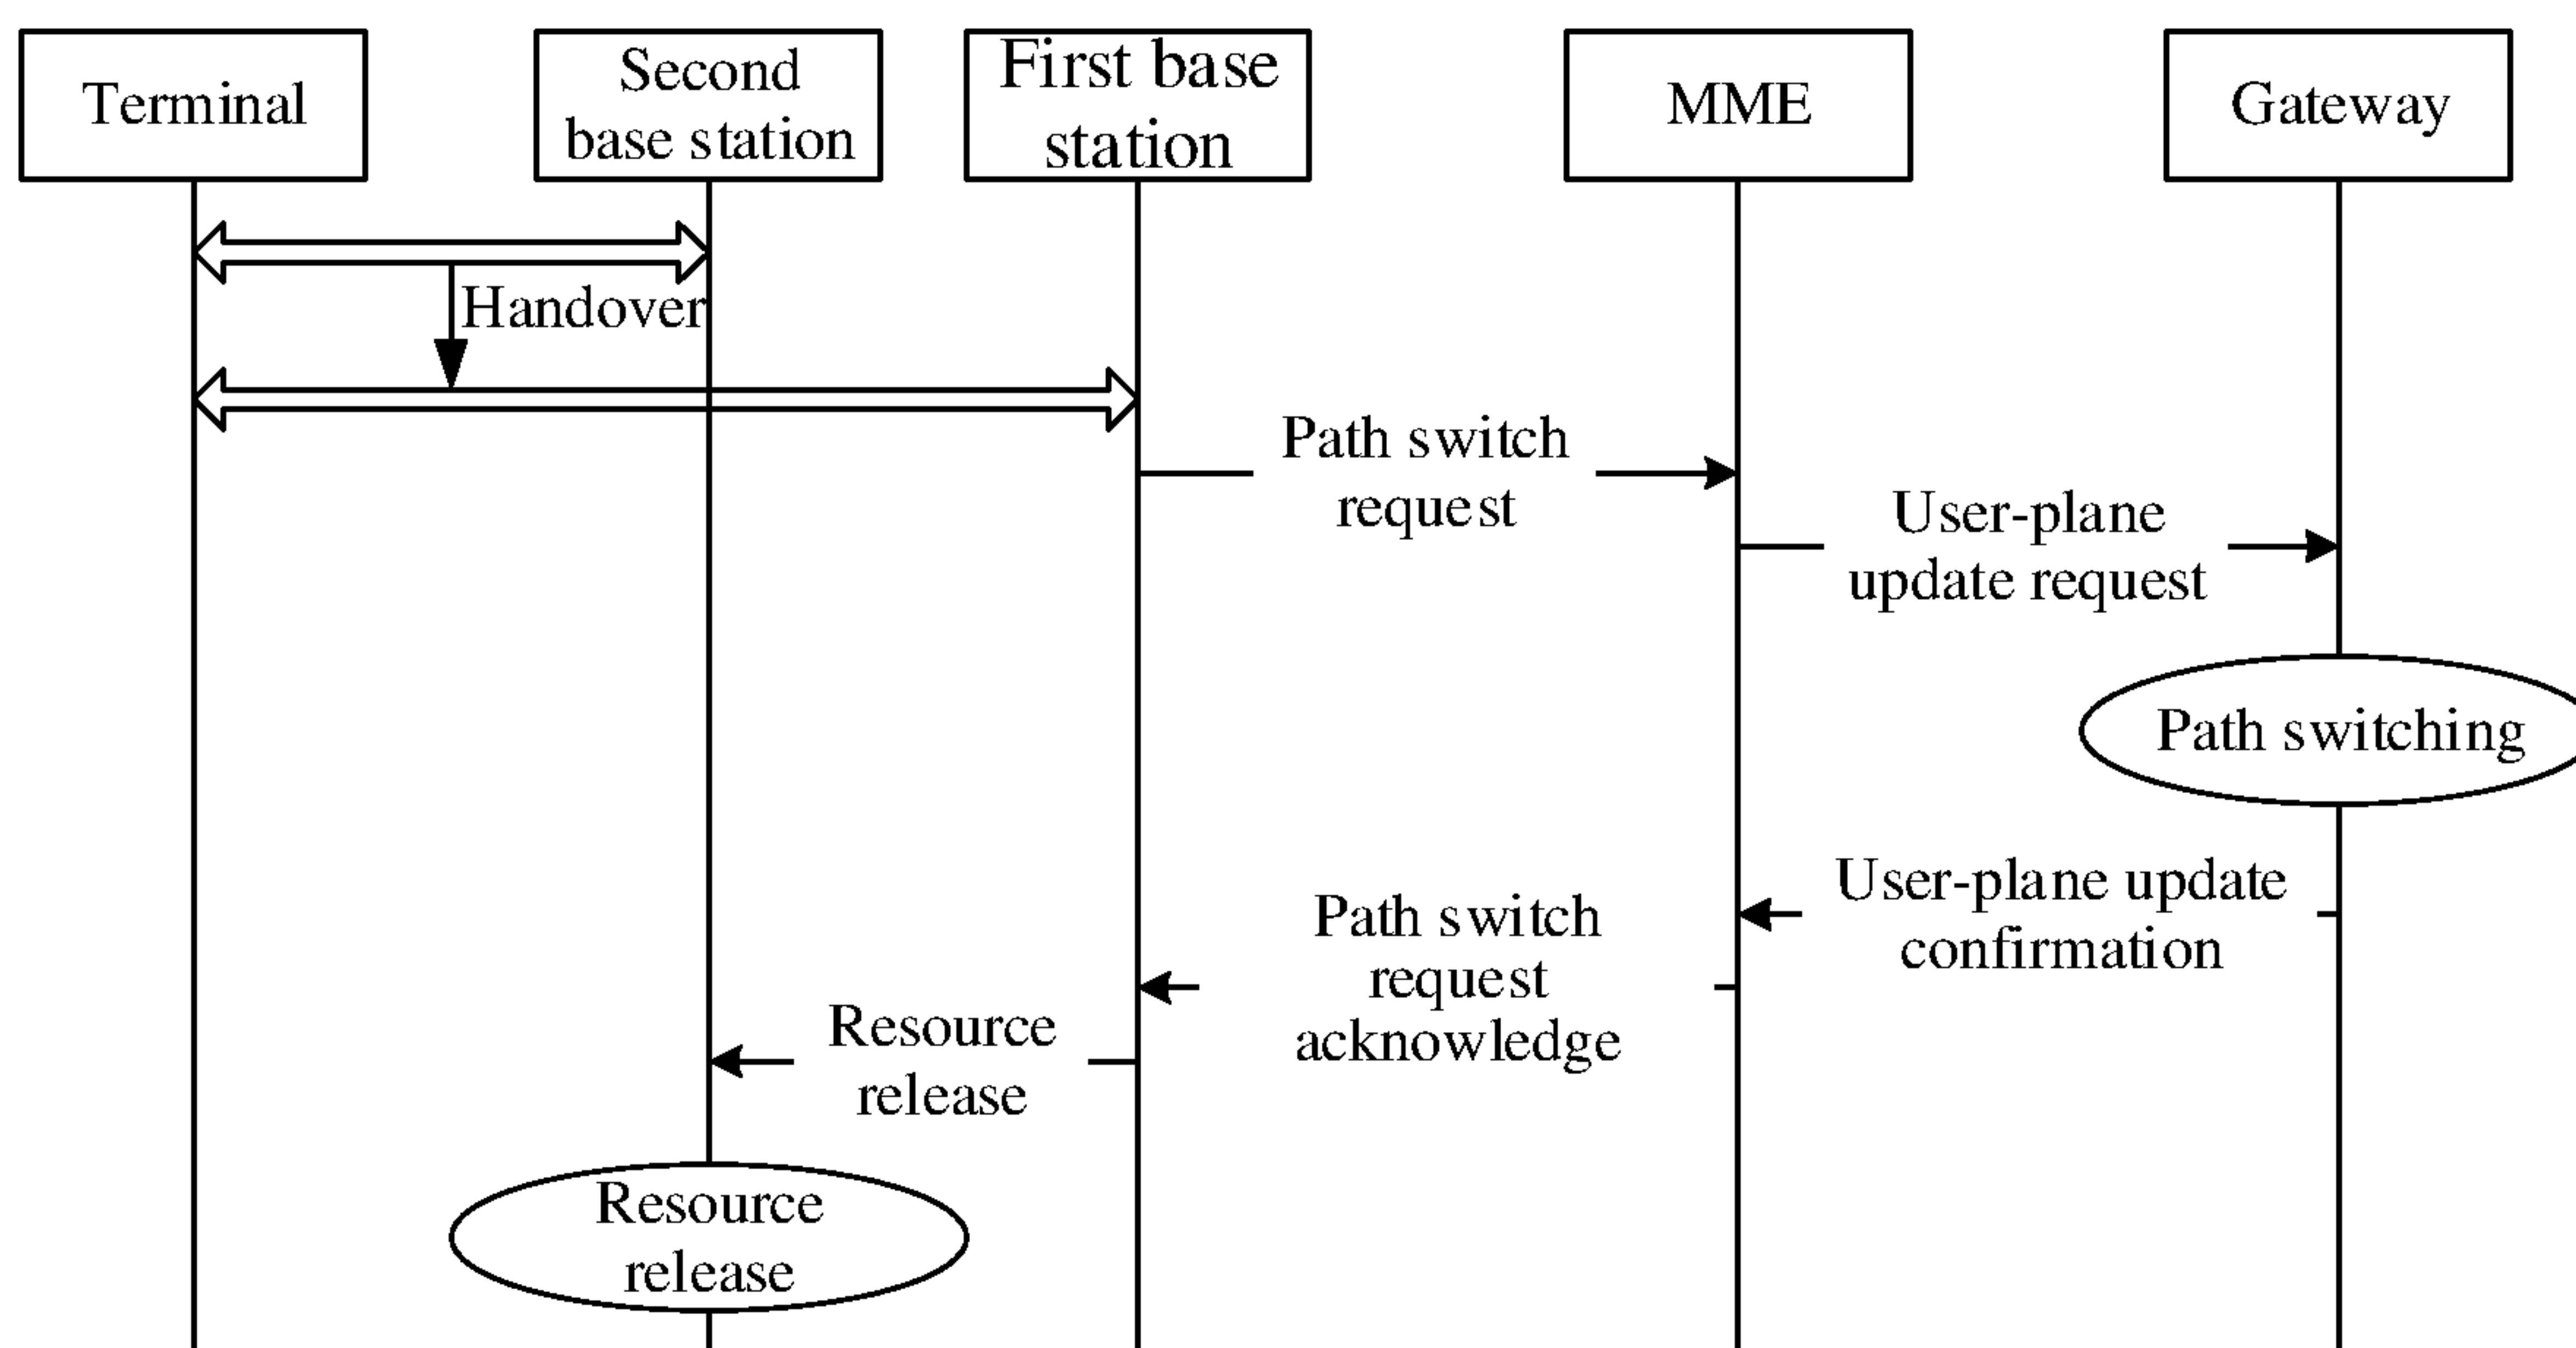 Terminal
Second
base station
First base
station
MME
Gateway
Handover
Path switch
request
User-plane
update request
Path switching
User-plane update
confirmation
Path switch
request
acknowledge
Resource
release
Resource
release